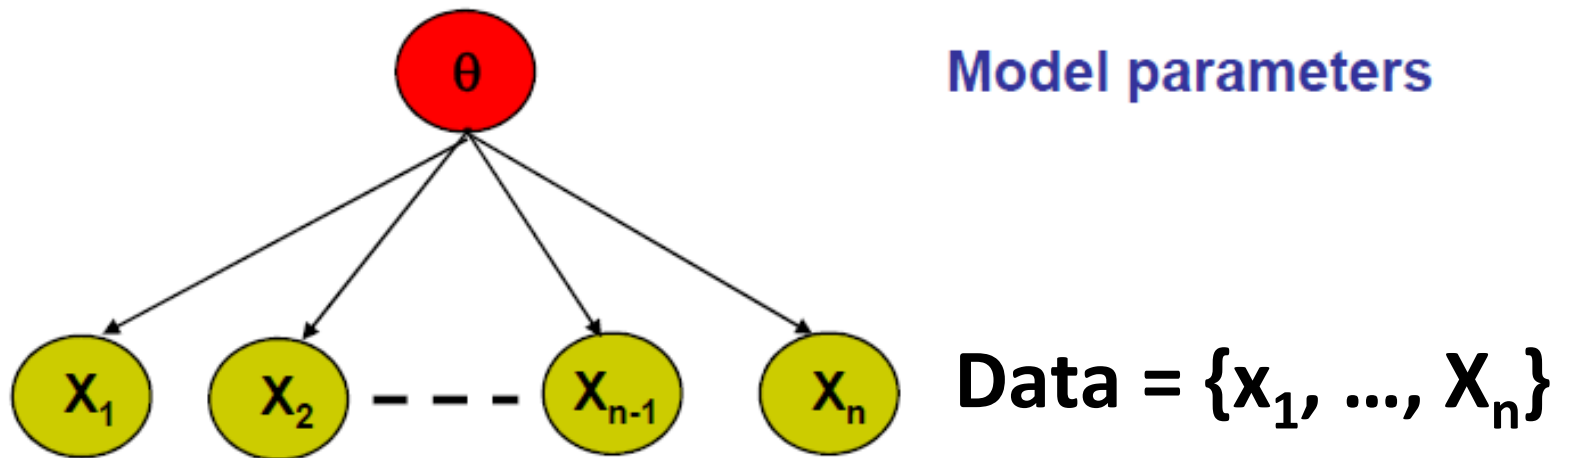 θ
Model parameters
X₁ X₂ Xₙ₋₁ Xₙ
Data = {x₁, ..., Xₙ}